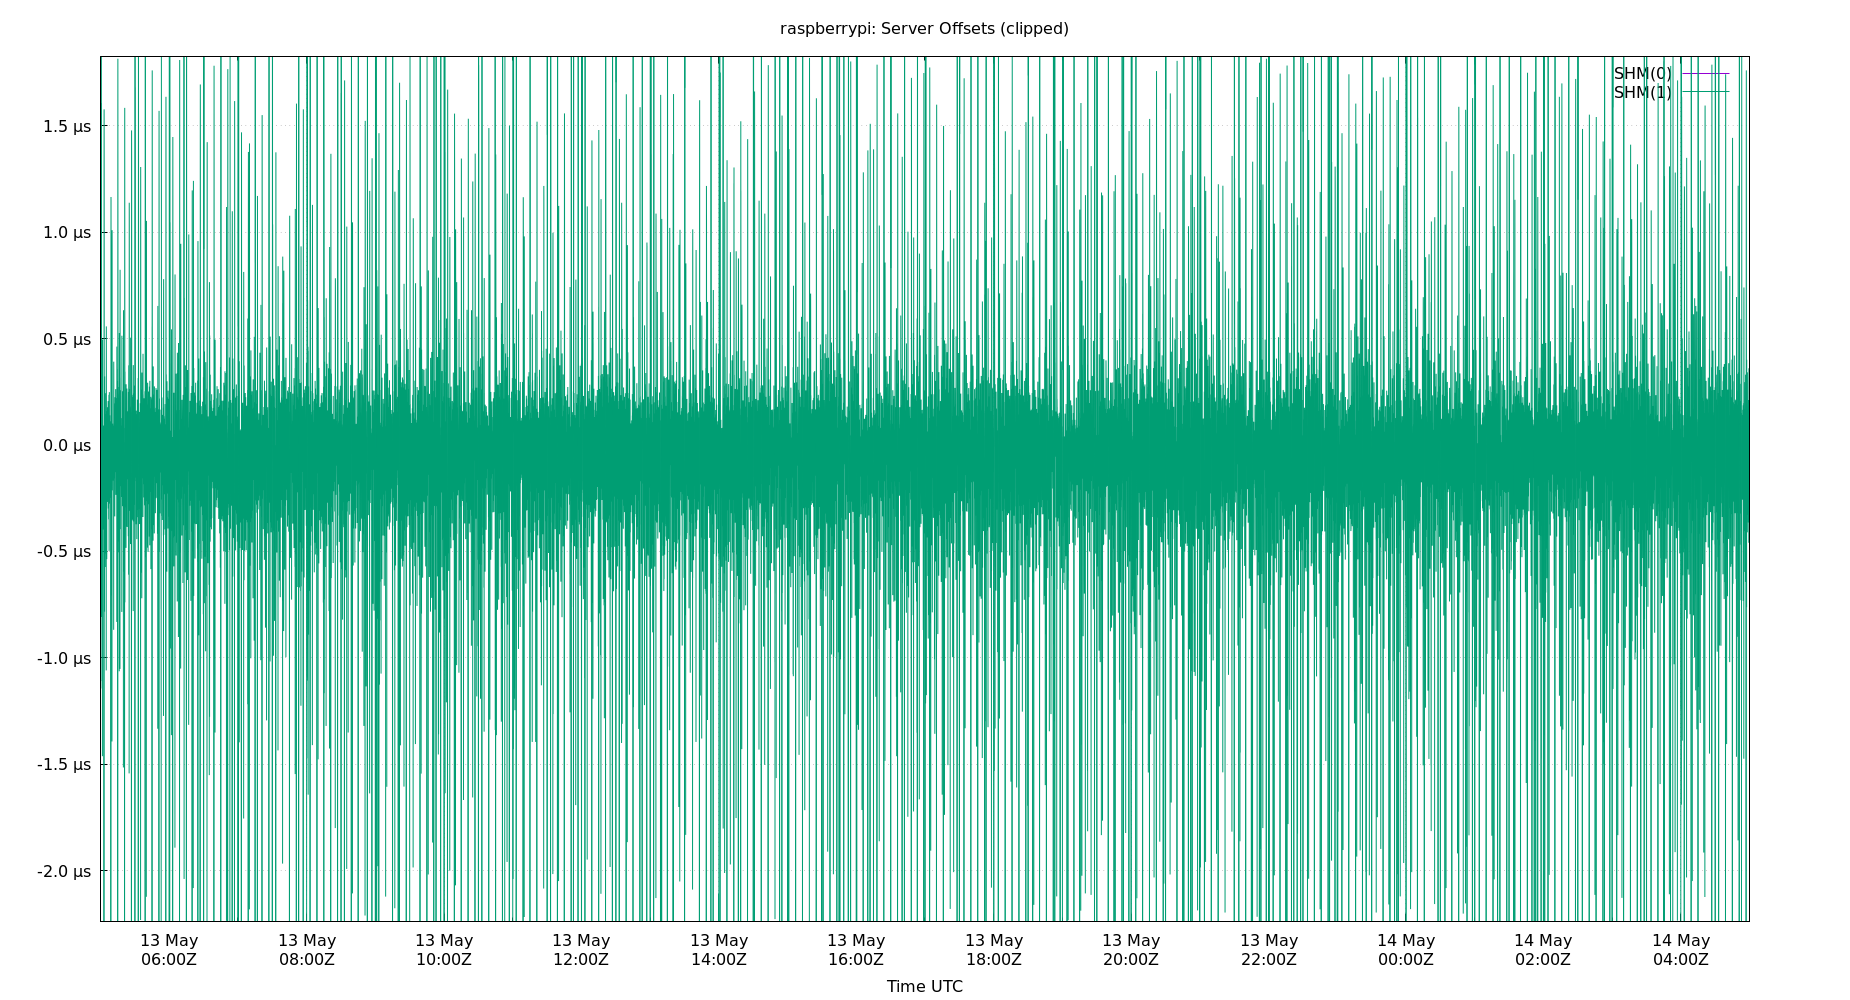 raspberrypi: Server Offsets (clipped)
SHM(0)
SHM(1)
1.5 µs
1.0 µs
0.5 µs
0.0 µs
-0.5 µs
-1.0 µs
-1.5 µs
-2.0 µs
13 May 13 May 13 May 13 May 13 May 13 May 13 May 13 May 13 May 14 May 14 May 14 May
06:00Z 08:00Z 10:00Z 12:00Z 14:00Z 16:00Z 18:00Z 20:00Z 22:00Z 00:00Z 02:00Z 04:00Z
Time UTC